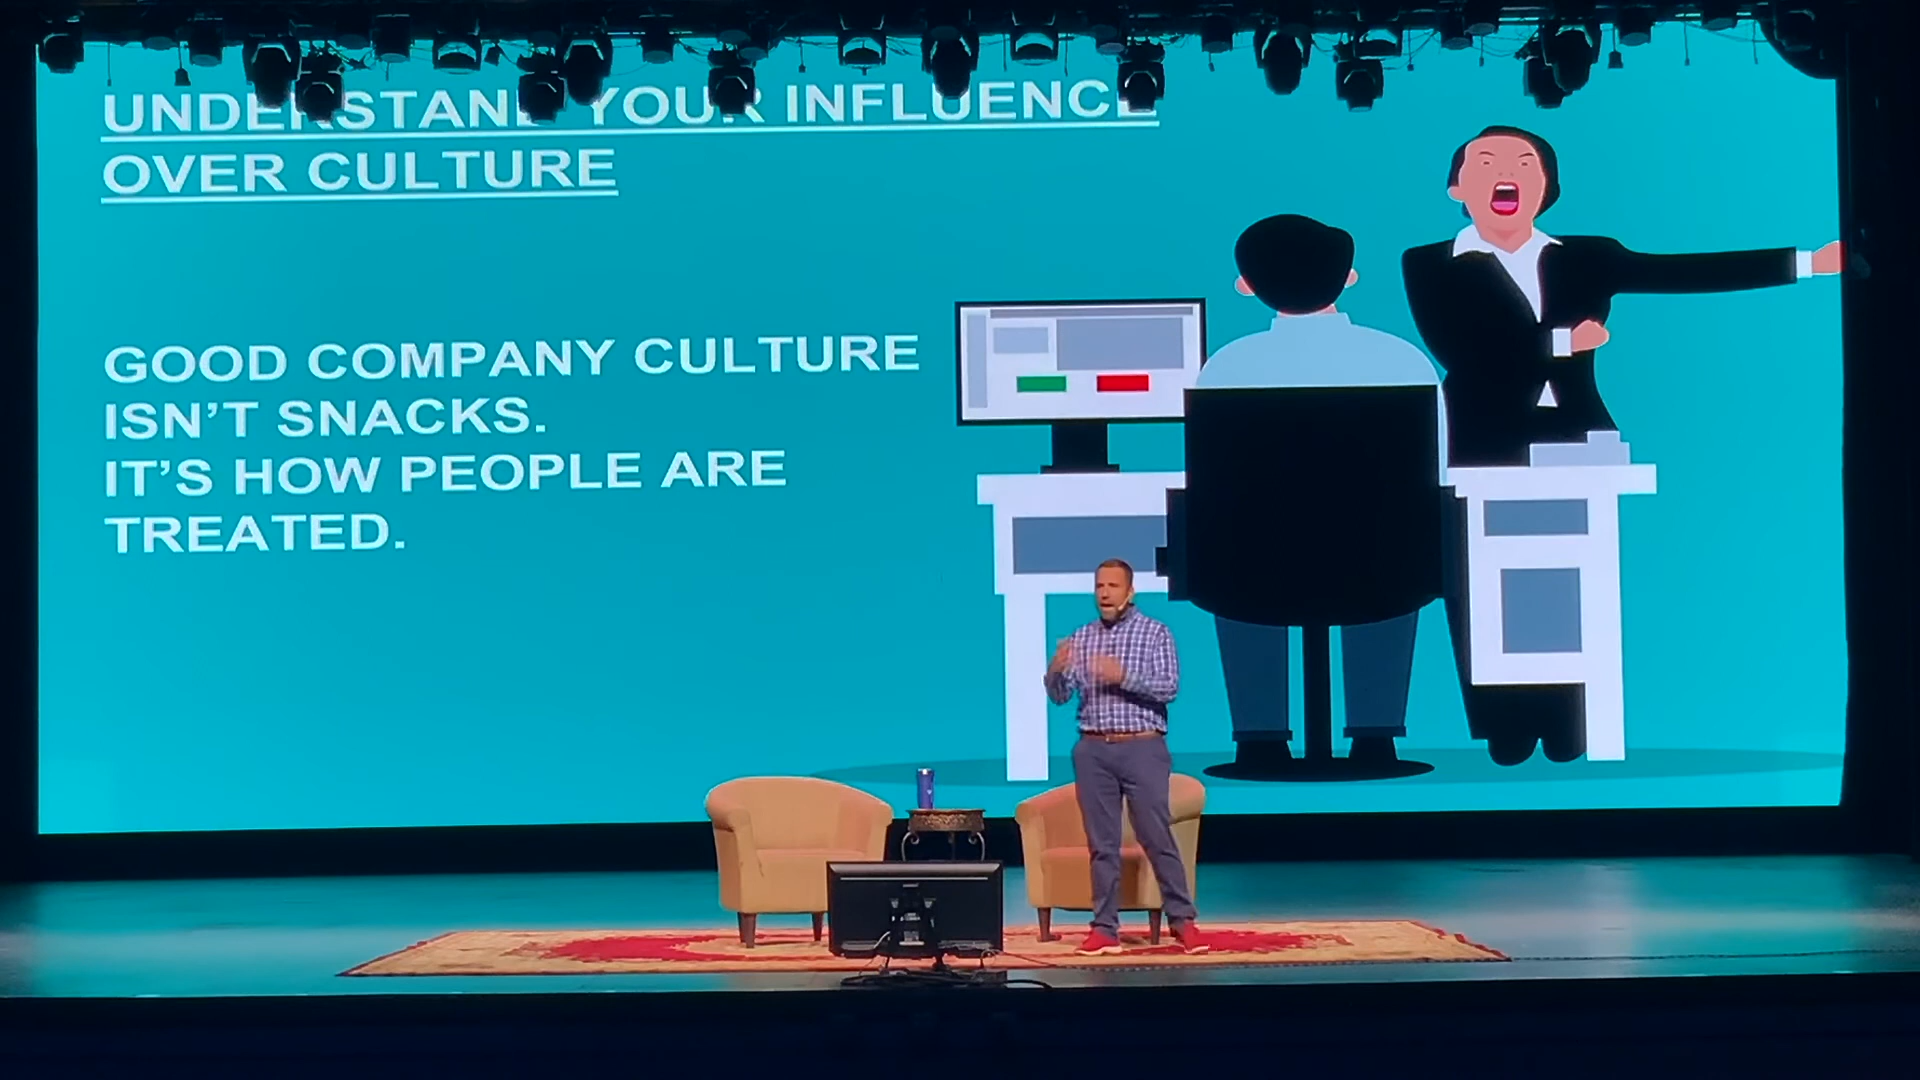 UNDERSTAND YOUR INFLUENCE
OVER CULTURE
GOOD COMPANY CULTURE
ISN'T SNACKS.
IT'S HOW PEOPLE ARE
TREATED.